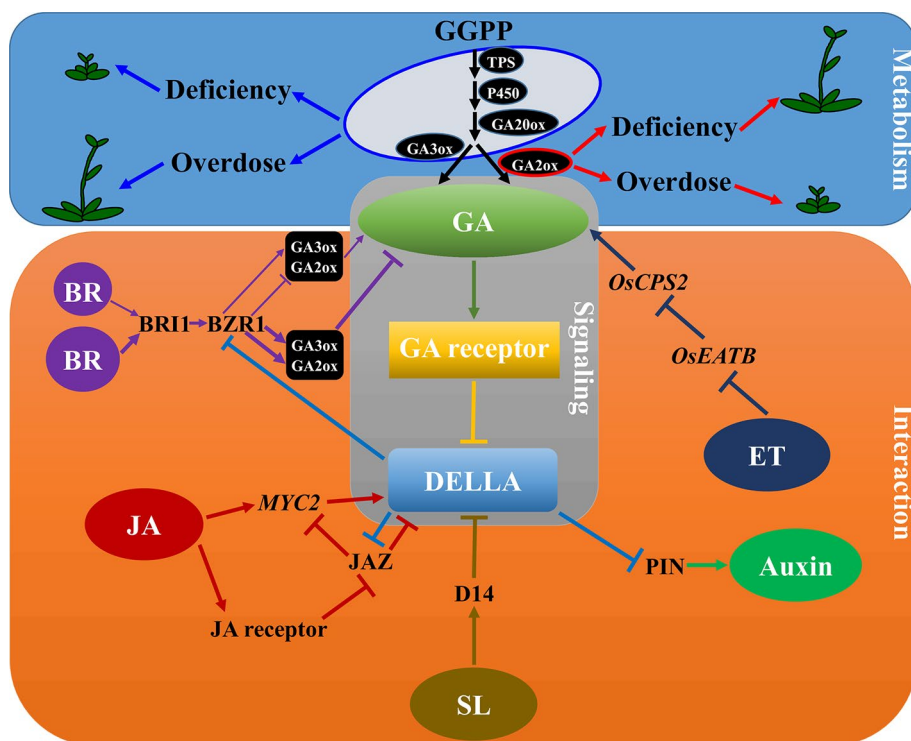 GGPP
TPS
P450
GA20ox
GA3ox
GA2ox
Deficiency
Overdose
Deficiency
Overdose
Metabolism
GA
GA3ox
GA2ox
BR
BR
BRI1
BZR1
GA3ox
GA2ox
GA receptor
Signaling
OsCPS2
OsEATB
ET
Interaction
DELLA
JA
MYC2
JAZ
JA receptor
D14
PIN
Auxin
SL